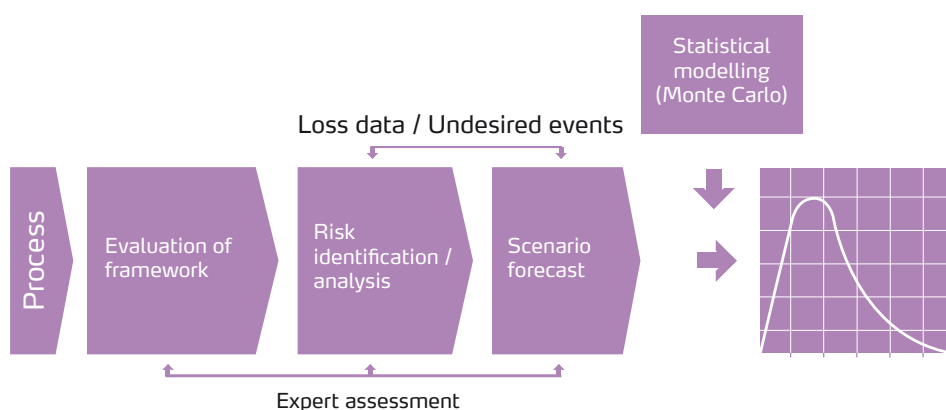 Statistical
modelling
(Monte Carlo)
Loss data / Undesired events
Process
Evaluation of
framework
Risk
identification /
analysis
Scenario
forecast
Expert assessment